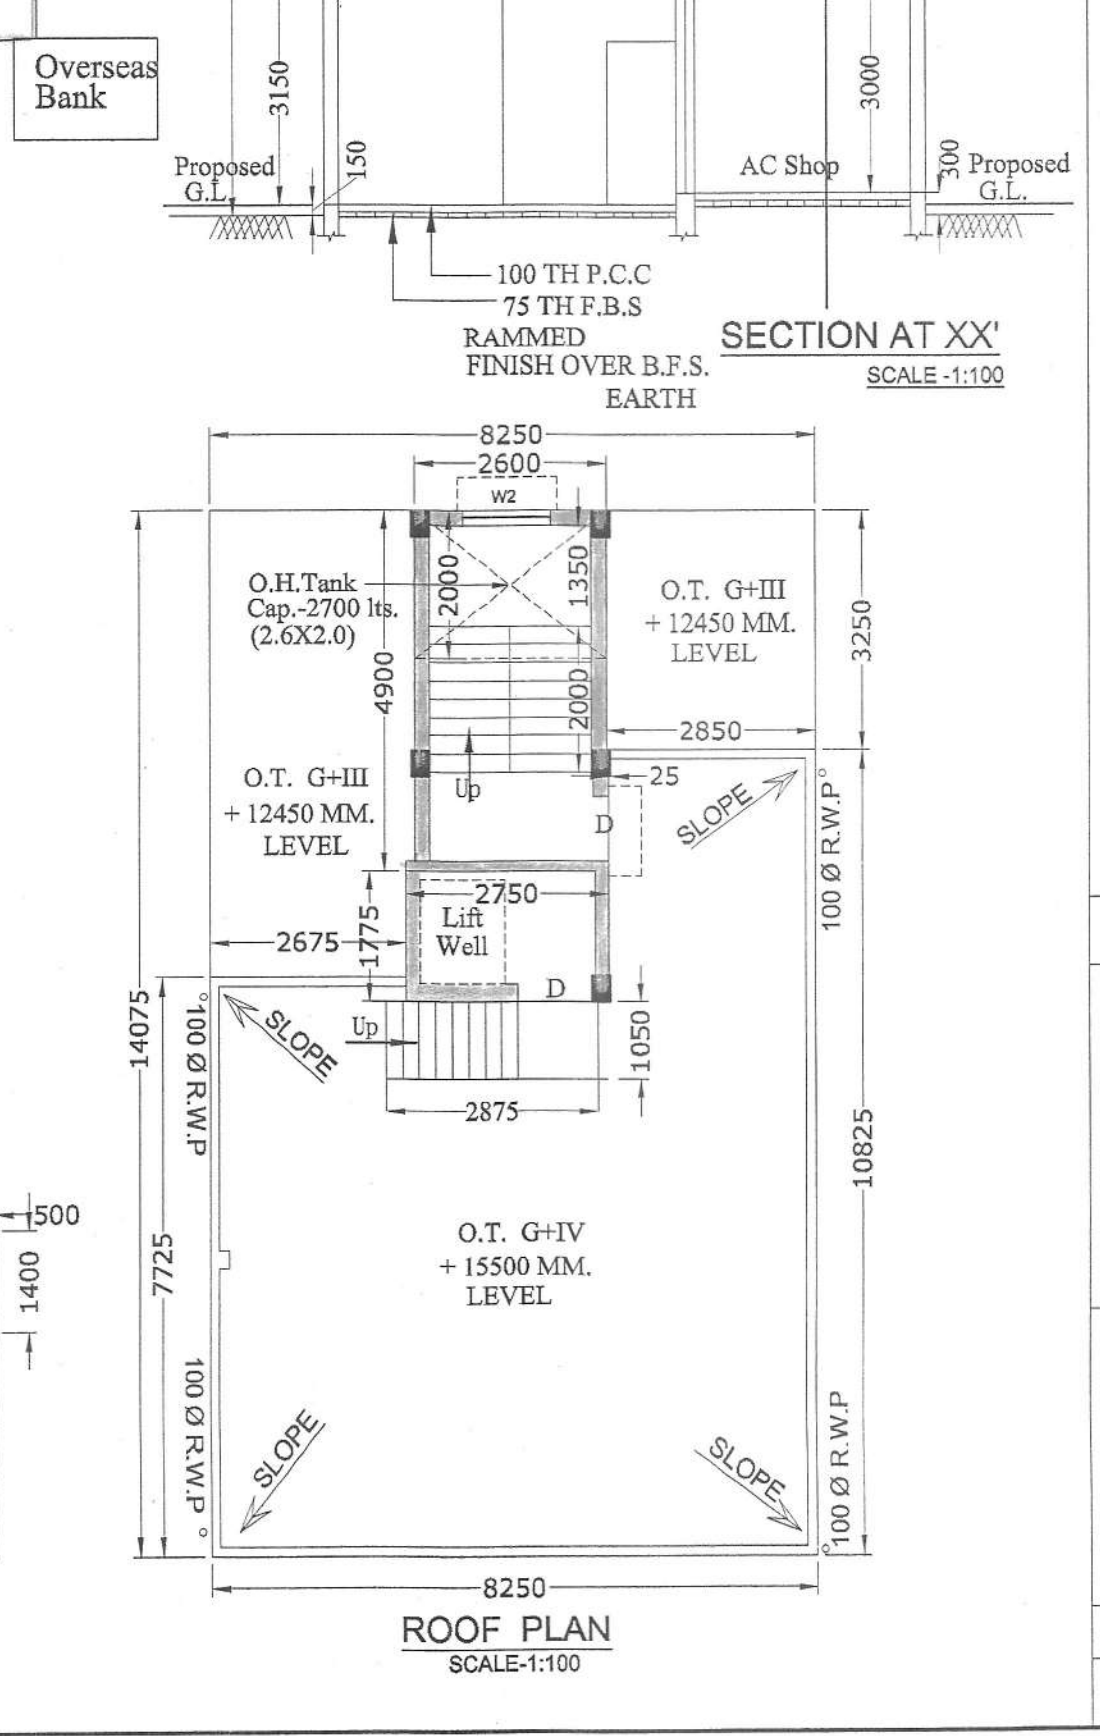 Overseas
Bank
3150
150
3000
300
Proposed
G.L.
AC Shop
Proposed
G.L.
100 TH P.C.C
75 TH F.B.S
RAMMED
FINISH OVER B.F.S.
EARTH
SECTION AT XX'
SCALE -1:100
8250
2600
W2
O.H.Tank
Cap.-2700 lts.
(2.6X2.0)
2000
1350
O.T. G+III
+ 12450 MM.
LEVEL
3250
4900
2000
2850
Up
25
O.T. G+III
+ 12450 MM.
LEVEL
D
SLOPE
100 Ø R.W.P
2750
Lift
Well
1775
2675
D
14075
100 Ø R.W.P
SLOPE
Up
1050
2875
10825
500
1400
7725
O.T. G+IV
+ 15500 MM.
LEVEL
100 Ø R.W.P
SLOPE
SLOPE
100 Ø R.W.P
8250
ROOF PLAN
SCALE-1:100